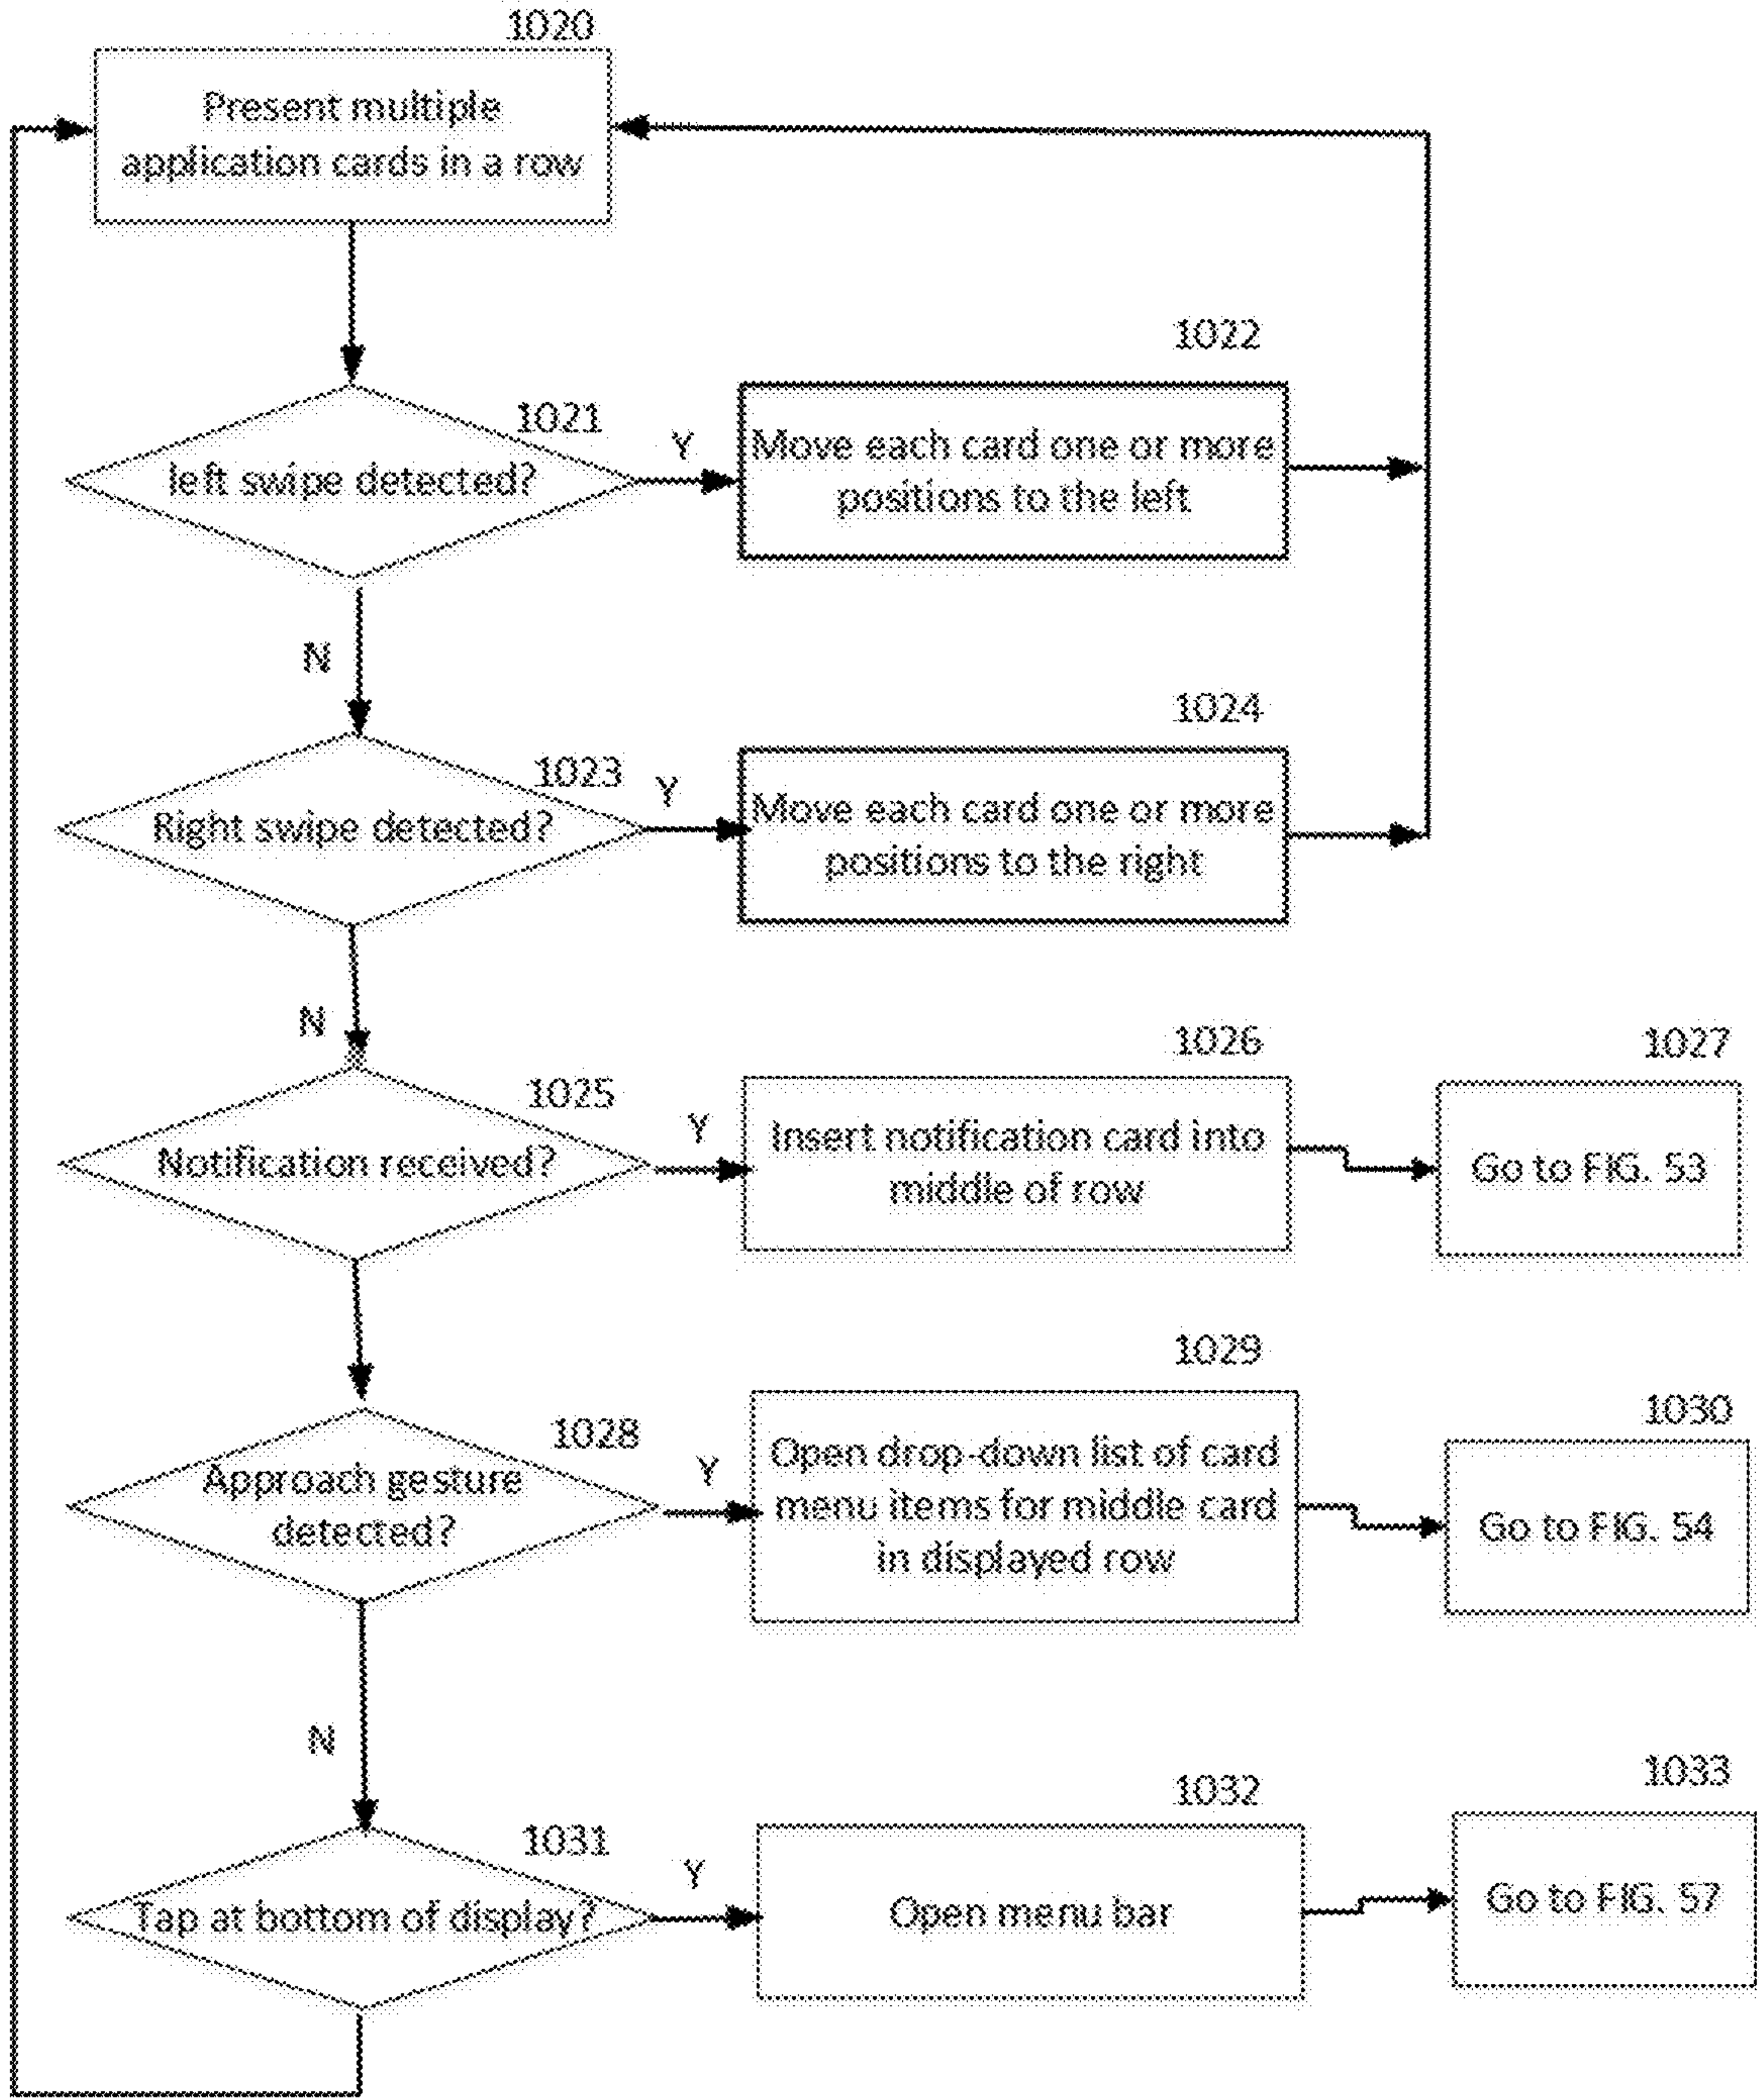 1020
Present multiple
application cards in a row
1021
left swipe detected?
Y
1022
Move each card one or more
positions to the left
N
1023
Right swipe detected?
Y
1024
Move each card one or more
positions to the right
N
1025
Notification received?
Y
1026
Insert notification card into
middle of row
1027
Go to FIG. 53
1028
Approach gesture
detected?
Y
1029
Open drop-down list of card
menu items for middle card
in displayed row
1030
Go to FIG. 54
N
1031
Tap at bottom of display?
Y
1032
Open menu bar
1033
Go to FIG. 57